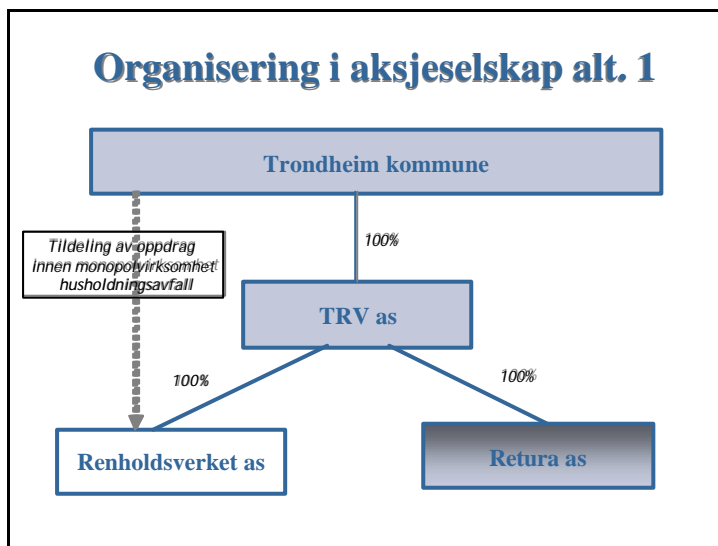 Organisering i aksjeselskap alt. 1
Trondheim kommune
Tildeling av oppdrag
innen monopolvirksomhet
husholdningsavfall
100%
TRV as
100%
100%
Renholdsverket as
Retura as